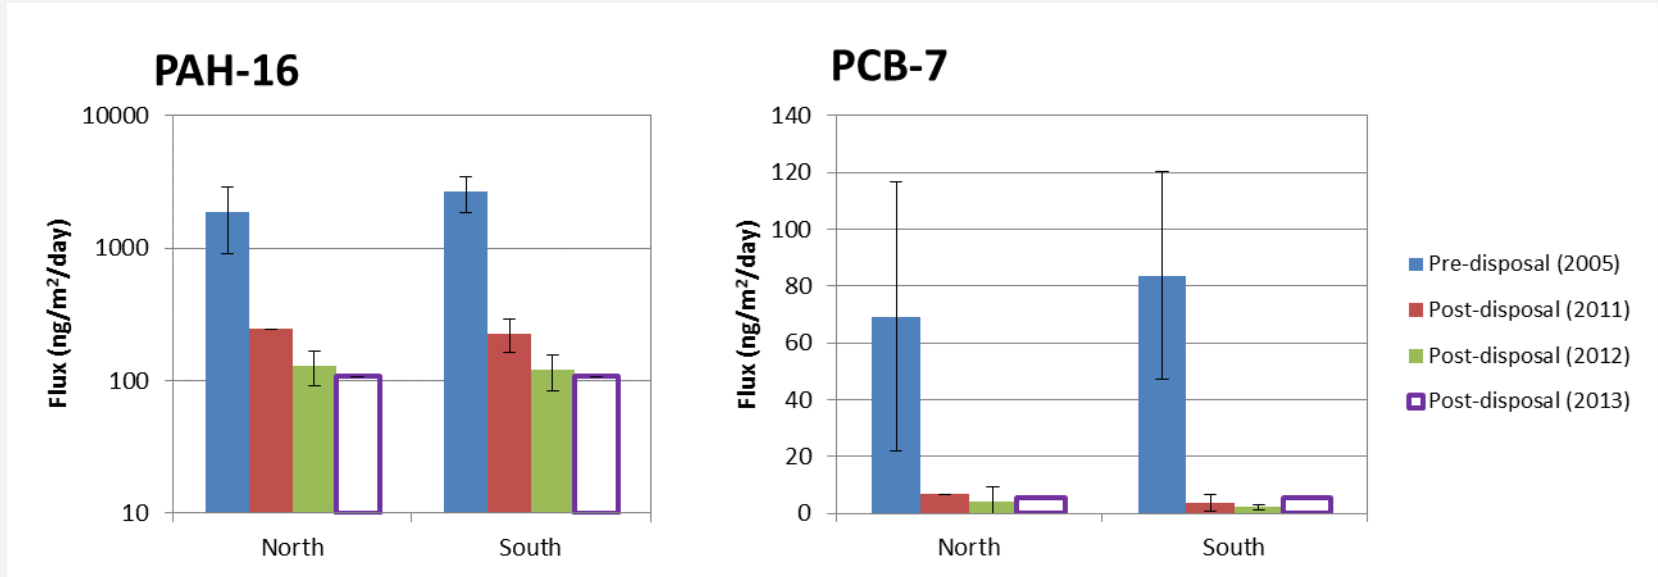 PAH-16
10000
1000
100
10
Flux (ng/m²/day)
North South
PCB-7
140
120
100
80
60
40
20
0
Flux (ng/m²/day)
North South
Pre-disposal (2005)
Post-disposal (2011)
Post-disposal (2012)
Post-disposal (2013)